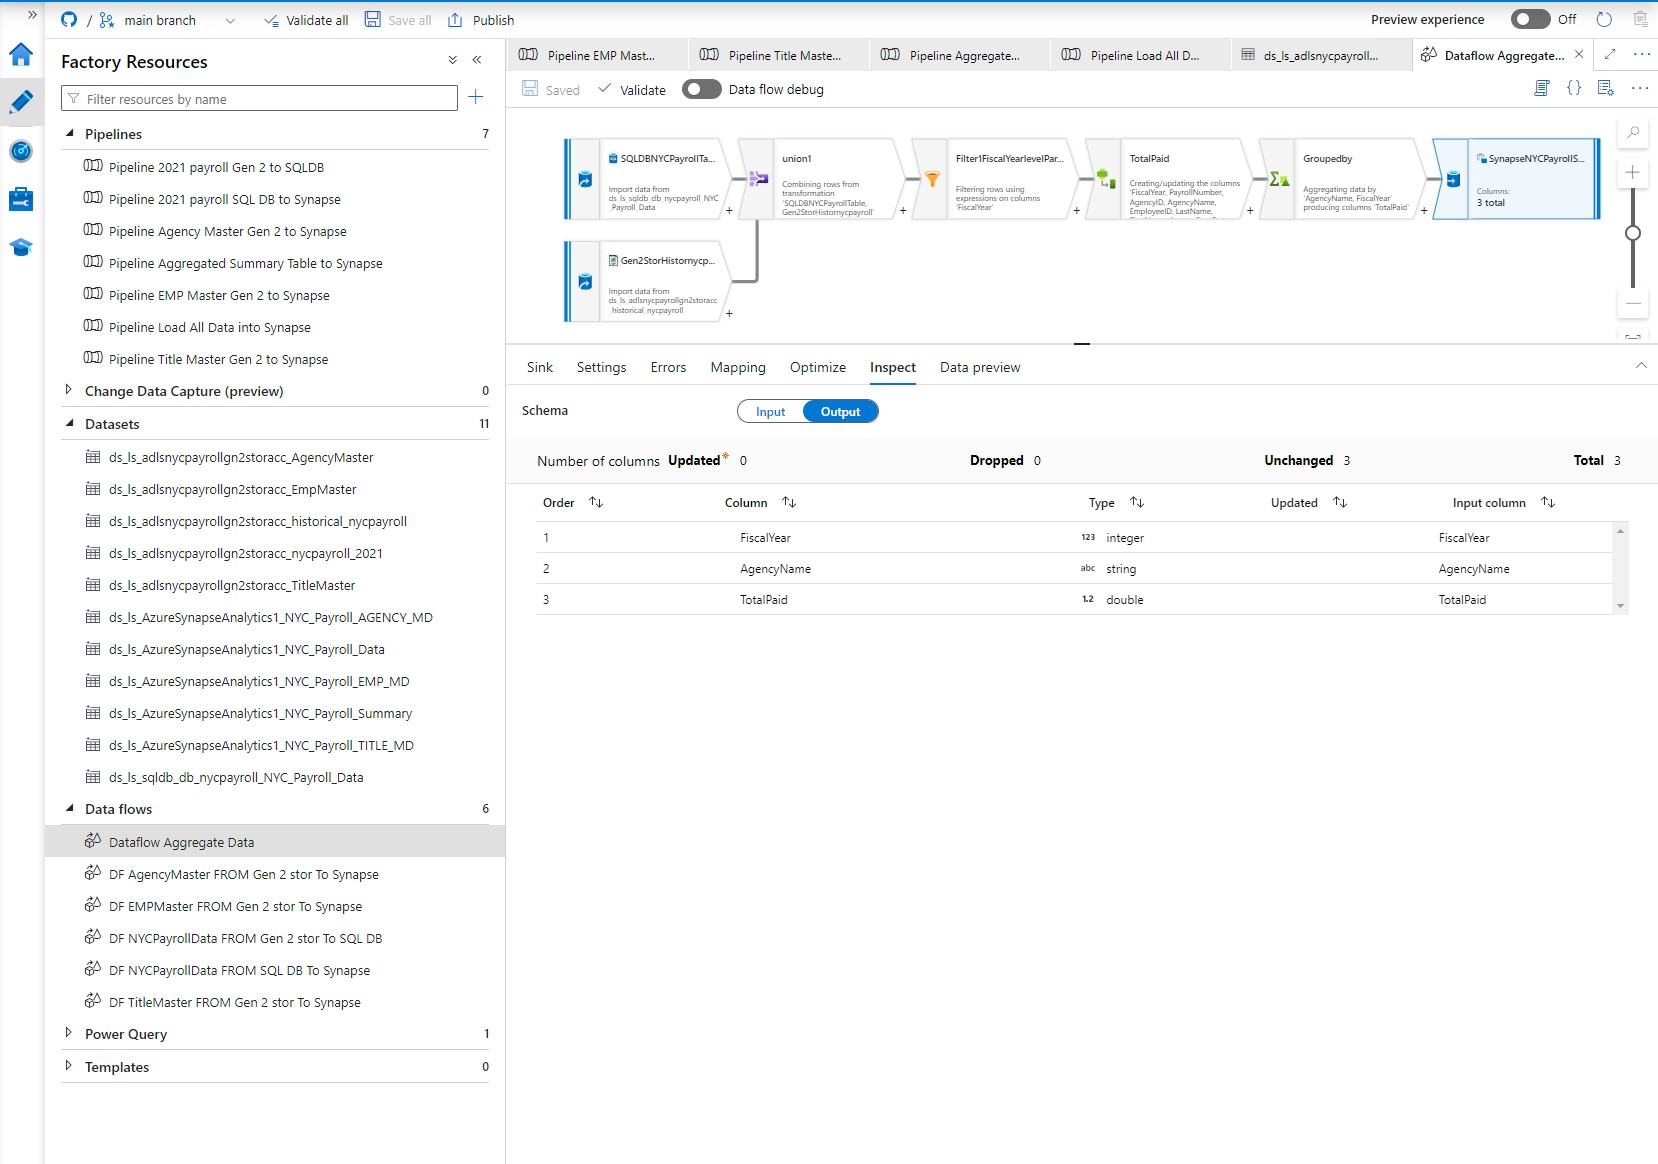 » / main branch Validate all Save all Publish Preview experience Off
Factory Resources
Filter resources by name
Pipelines 7
Pipeline 2021 payroll Gen 2 to SQLDB
Pipeline 2021 payroll SQL DB to Synapse
Pipeline Agency Master Gen 2 to Synapse
Pipeline Aggregated Summary Table to Synapse
Pipeline EMP Master Gen 2 to Synapse
Pipeline Load All Data into Synapse
Pipeline Title Master Gen 2 to Synapse
Change Data Capture (preview) 0
Datasets 11
ds_ls_adlsnycpayrollgn2storacc_AgencyMaster
ds_ls_adlsnycpayrollgn2storacc_EmpMaster
ds_ls_adlsnycpayrollgn2storacc_historical_nycpayroll
ds_ls_adlsnycpayrollgn2storacc_nycpayroll_2021
ds_ls_adlsnycpayrollgn2storacc_TitleMaster
ds_ls_AzureSynapseAnalytics1_NYC_Payroll_AGENCY_MD
ds_ls_AzureSynapseAnalytics1_NYC_Payroll_Data
ds_ls_AzureSynapseAnalytics1_NYC_Payroll_EMP_MD
ds_ls_AzureSynapseAnalytics1_NYC_Payroll_Summary
ds_ls_AzureSynapseAnalytics1_NYC_Payroll_TITLE_MD
ds_ls_sqldb_db_nycpayroll_NYC_Payroll_Data
Data flows 6
Dataflow Aggregate Data
DF AgencyMaster FROM Gen 2 stor To Synapse
DF EMPMaster FROM Gen 2 stor To Synapse
DF NYCPayrollData FROM Gen 2 stor To SQL DB
DF NYCPayrollData FROM SQL DB To Synapse
DF TitleMaster FROM Gen 2 stor To Synapse
Power Query 1
Templates 0
Pipeline EMP Mast... Pipeline Title Maste... Pipeline Aggregate... Pipeline Load All D... ds_ls_adlsnycpayroll... Dataflow Aggregate...
Saved Validate Data flow debug {}
SQLDBNYCPayrollTa...
Import data from
ds_ls_sqldb_db_nycpayroll_NYC
_Payroll_Data
union1
Combining rows from
transformation
'SQLDBNYCPayrollTable,
Gen2StorHistornycpayroll'
Filter1FiscalYearlevelPar...
Filtering rows using
expressions on columns
'FiscalYear'
TotalPaid
Creating/updating the columns
'FiscalYear, PayrollNumber,
AgencyID, AgencyName,
EmployeeID, LastName,
Groupedby
Aggregating data by
'AgencyName, FiscalYear'
producing columns 'TotalPaid'
SynapseNYCPayrollS...
Columns:
3 total
Gen2StorHistornycp...
Import data from
ds_ls_adlsnycpayrollgn2storacc
_historical_nycpayroll
Sink Settings Errors Mapping Optimize Inspect Data preview
Schema Input Output
Number of columns Updated* 0 Dropped 0 Unchanged 3 Total 3
Order Column Type Updated Input column
1 FiscalYear 123 integer FiscalYear
2 AgencyName abc string AgencyName
3 TotalPaid 1.2 double TotalPaid